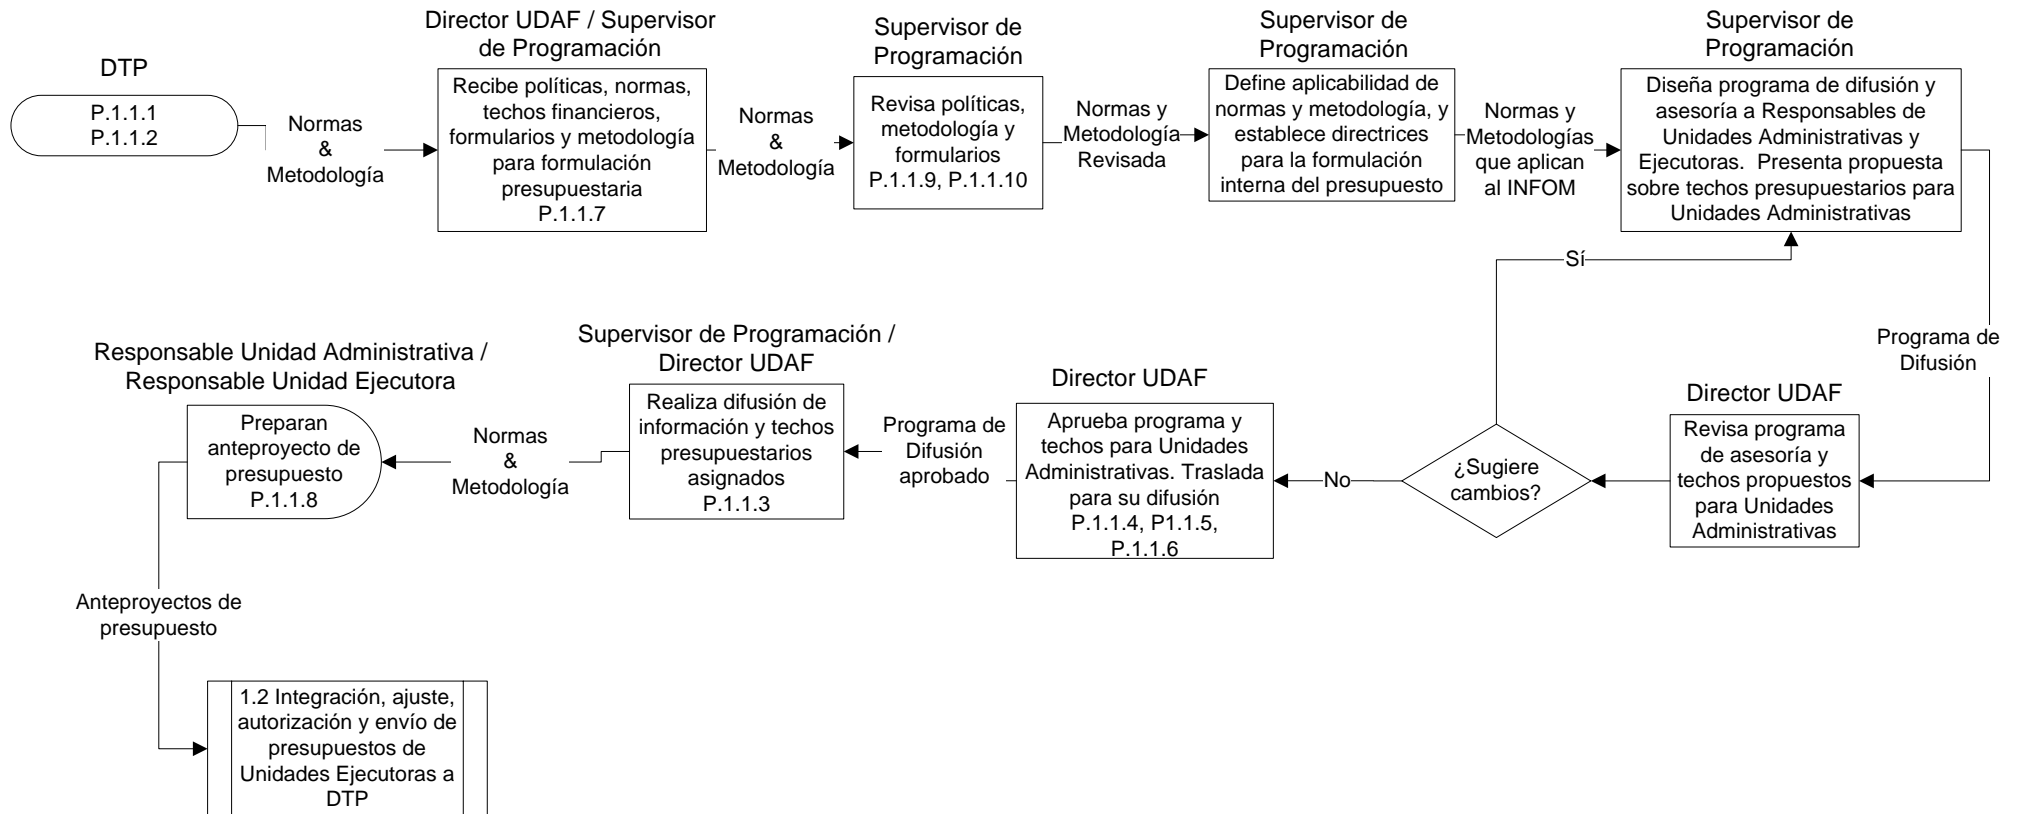 DTP
P.1.1.1
P.1.1.2
Normas
&
Metodología
Director UDAF / Supervisor
de Programación
Recibe políticas, normas,
techos financieros,
formularios y metodología
para formulación
presupuestaria
P.1.1.7
Normas
&
Metodología
Supervisor de
Programación
Revisa políticas,
metodología y
formularios
P.1.1.9, P.1.1.10
Normas y
Metodología
Revisada
Supervisor de
Programación
Define aplicabilidad de
normas y metodología, y
establece directrices
para la formulación
interna del presupuesto
Normas y
Metodologías
que aplican
al INFOM
Supervisor de
Programación
Diseña programa de difusión y
asesoría a Responsables de
Unidades Administrativas y
Ejecutoras.  Presenta propuesta
sobre techos presupuestarios para
Unidades Administrativas
Sí
Programa de
Difusión
Director UDAF
Revisa programa
de asesoría y
techos propuestos
para Unidades
Administrativas
¿Sugiere
cambios?
No
Director UDAF
Aprueba programa y
techos para Unidades
Administrativas. Traslada
para su difusión
P.1.1.4, P1.1.5,
P.1.1.6
Programa de
Difusión
aprobado
Supervisor de Programación /
Director UDAF
Realiza difusión de
información y techos
presupuestarios
asignados
P.1.1.3
Normas
&
Metodología
Responsable Unidad Administrativa /
Responsable Unidad Ejecutora
Preparan
anteproyecto de
presupuesto
P.1.1.8
Anteproyectos de
presupuesto
1.2 Integración, ajuste,
autorización y envío de
presupuestos de
Unidades Ejecutoras a
DTP